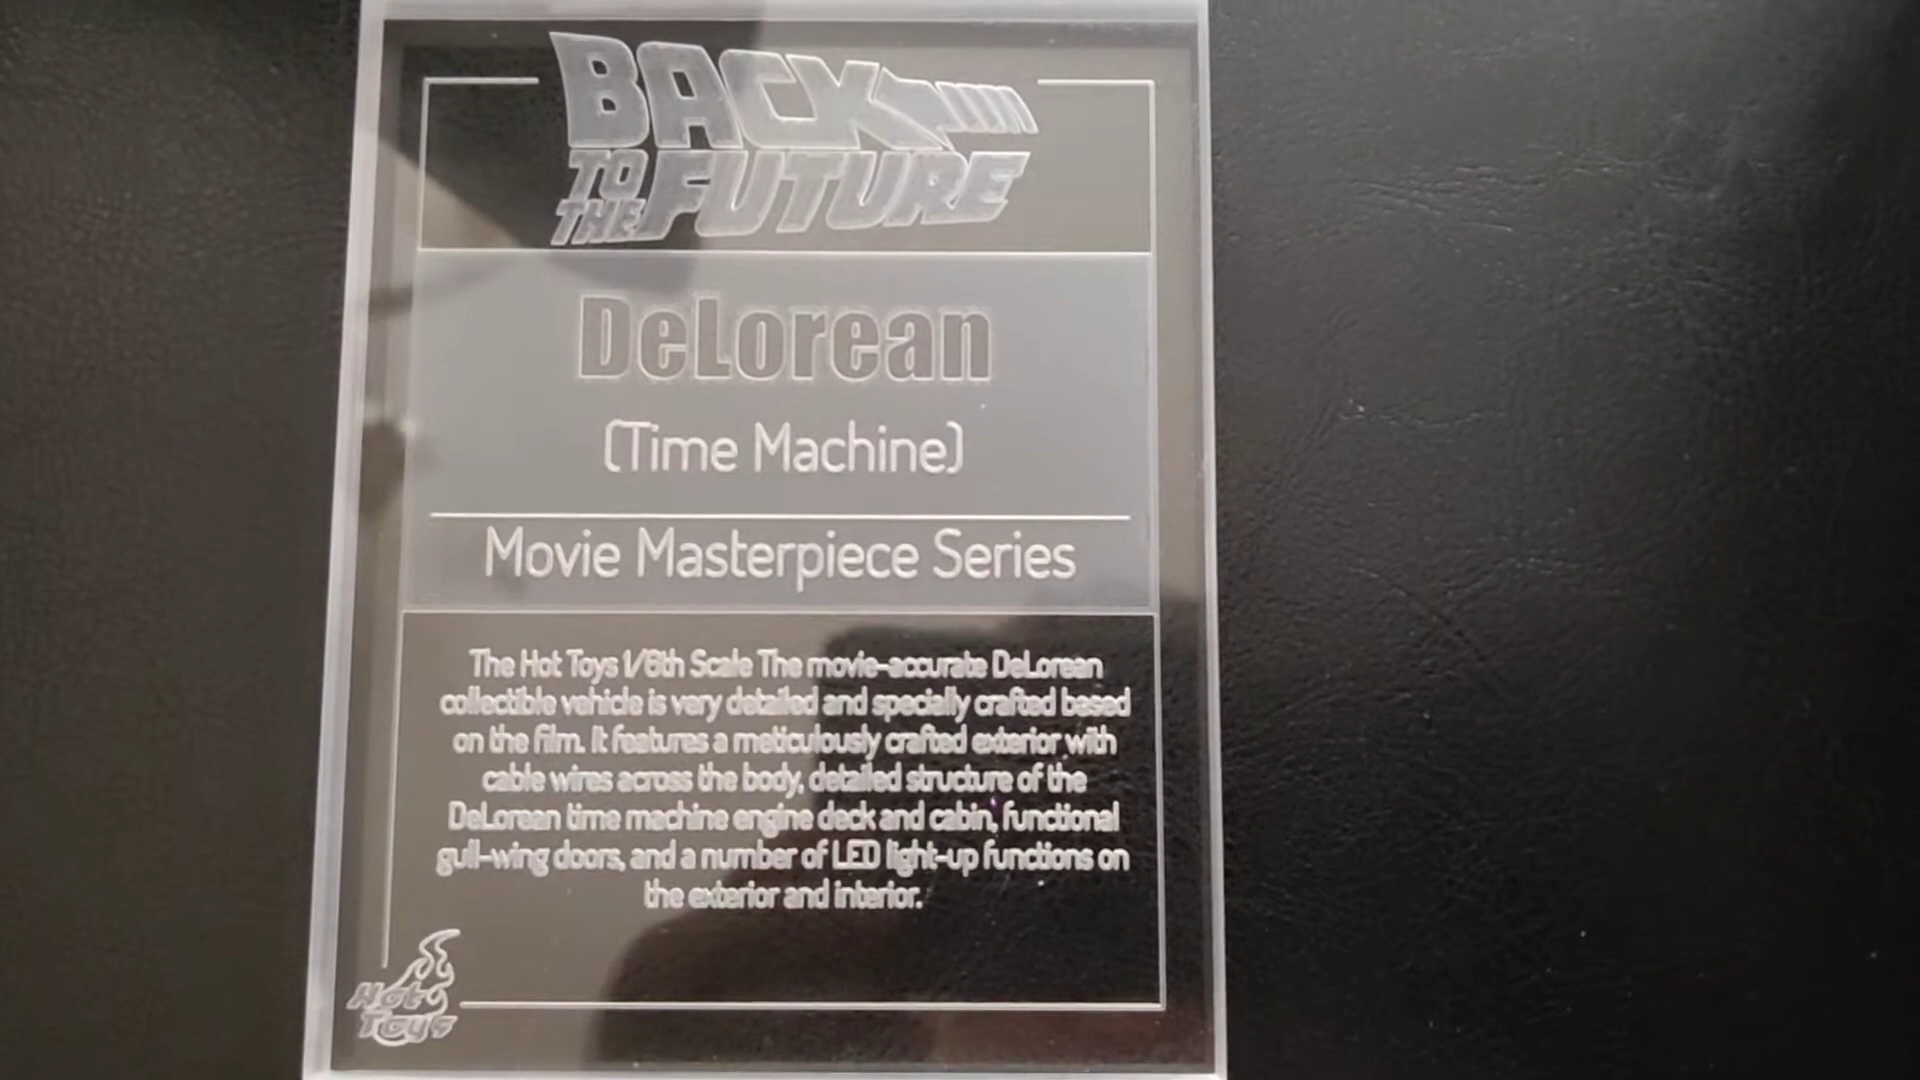 BACK
TO
THE FUTURE
DeLorean
(Time Machine)
Movie Masterpiece Series
The Hot Toys 1/6th Scale The movie-accurate DeLorean
collectible vehicle is very detailed and specially crafted based
on the film. It features a meticulously crafted exterior with
cable wires across the body, detailed structure of the
DeLorean time machine engine deck and cabin, functional
gull-wing doors, and a number of LED light-up functions on
the exterior and interior.
Hot
Toys